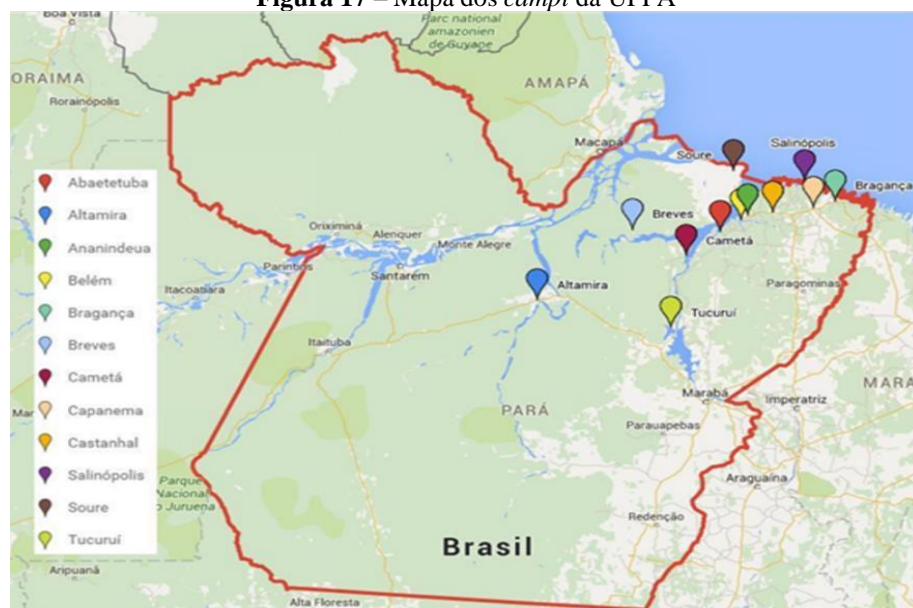 Figura 17 – Mapa dos campi da UFPA
Boa Vista
Parc national
amazonien
de Guyane
ORAIMA
AMAPÁ
Rorainópolis
Macapá
Soure
Salinópolis
Abaetetuba
Bragança
Altamira
Breves
Oriximiná
Alenquer
Cametá
Ananindeua
Monte Alegre
Parintins
Santarém
Itacoatiara
Paragominas
Belém
Altamira
Bragança
Tucuruí
Breves
Itaituba
Cametá
Marabá
MARA
Imperatriz
Mar
Capanema
PARÁ
Parauapebas
Castanhal
Araguaína
Salinópolis
Parque
Nacional
o Juruena
Soure
Redenção
Tucuruí
Brasil
Aripuanã
Alta Floresta